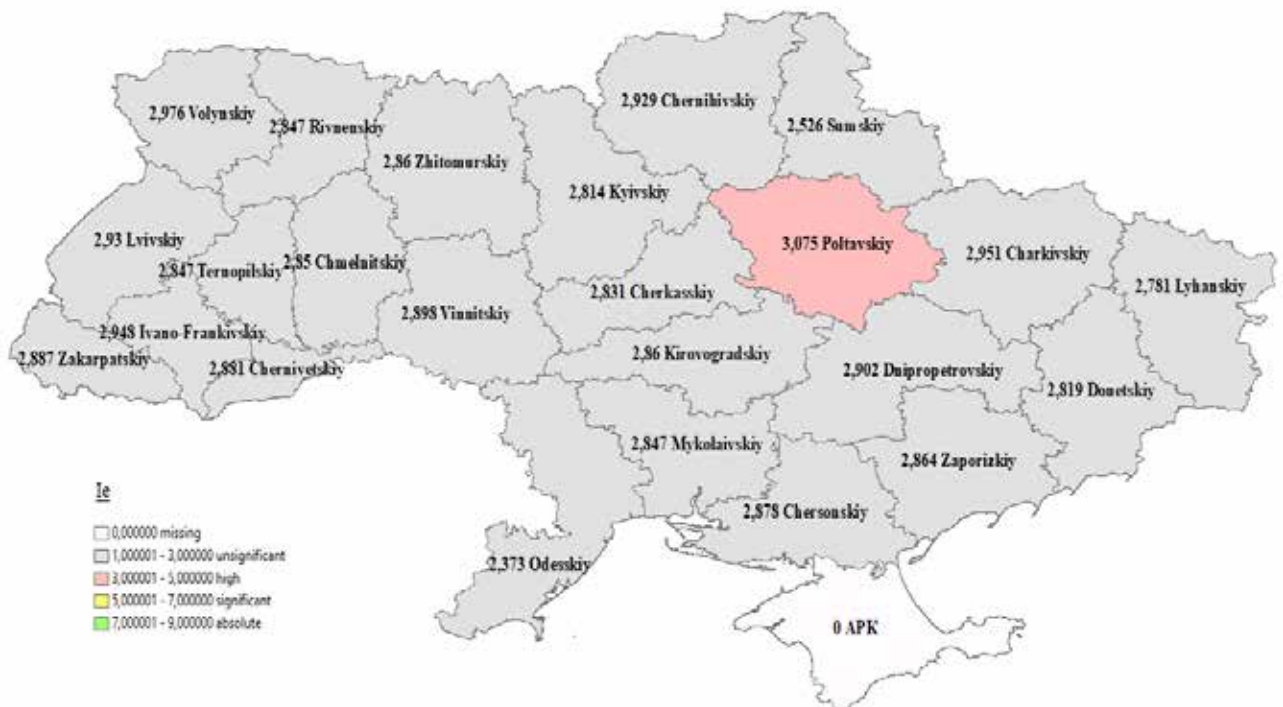 2,929 Chernihivskiy
2,976 Volynskiy
2,847 Rivnenskiy
2,526 Sumskiy
2,86 Zhitomurskiy
2,814 Kyivskiy
2,93 Lvivskiy
3,075 Poltavskiy
2,951 Charkivskiy
2,847 Ternopilskiy
2,85 Chmelnitskiy
2,781 Lyhanskiy
2,831 Cherkasskiy
2,898 Vinnitskiy
2,948 Ivano-Frankivskiy
2,86 Kirovogradskiy
2,887 Zakarpatskiy
2,881 Chernivetskiy
2,902 Dnipropetrovskiy
2,819 Donetskiy
2,847 Mykolaivskiy
2,864 Zaporizkiy
2,878 Chersonskiy
2,373 Odesskiy
0 APK
Ie
0,000000 missing
1,000001 - 3,000000 unsignificant
3,000001 - 5,000000 high
5,000001 - 7,000000 significant
7,000001 - 9,000000 absolute